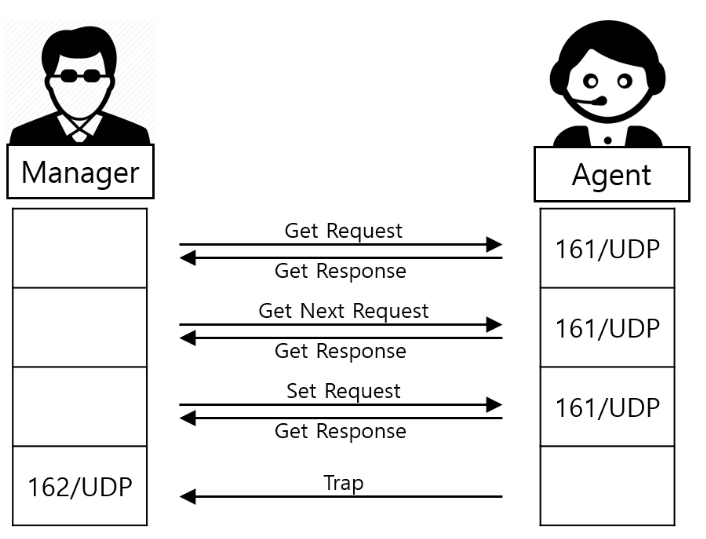 Manager
Agent
Get Request
161/UDP
Get Response
Get Next Request
161/UDP
Get Response
Set Request
161/UDP
Get Response
162/UDP
Trap